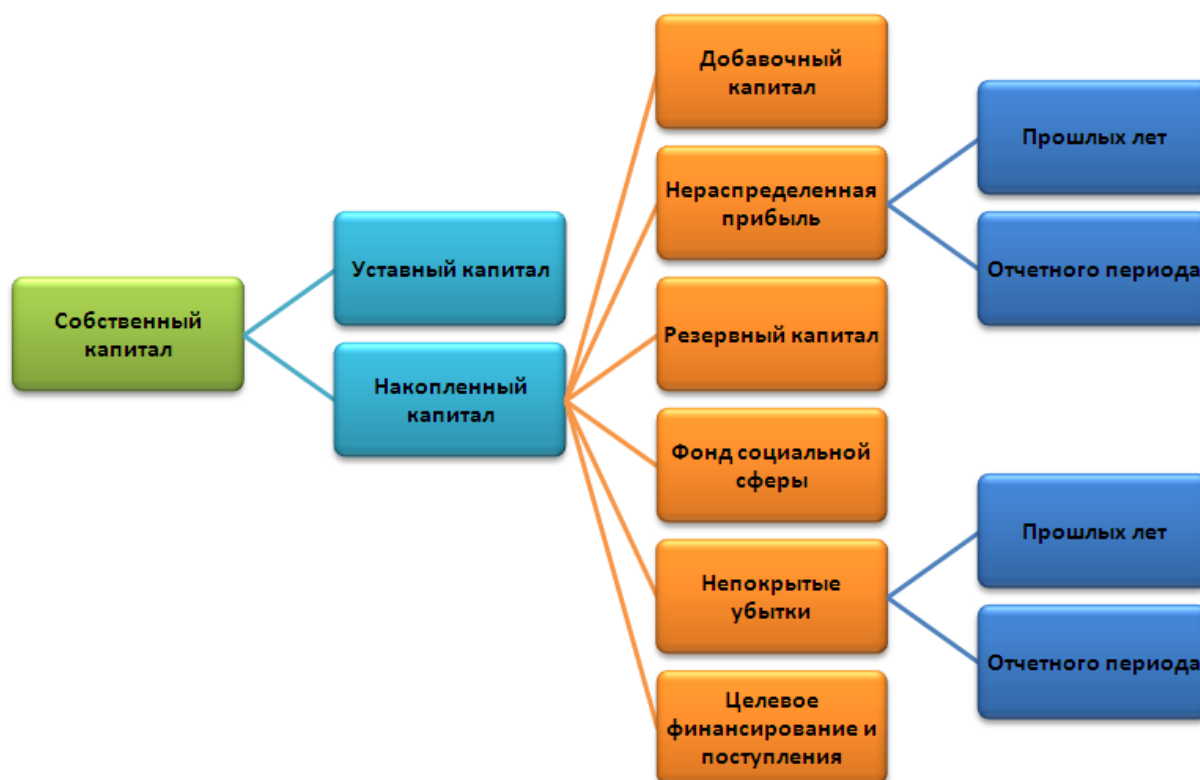 Собственный
капитал
Уставный капитал
Накопленный
капитал
Добавочный
капитал
Нераспределенная
прибыль
Резервный капитал
Фонд социальной
сферы
Непокрытые
убытки
Целевое
финансирование и
поступления
Прошлых лет
Отчетного периода
Прошлых лет
Отчетного периода